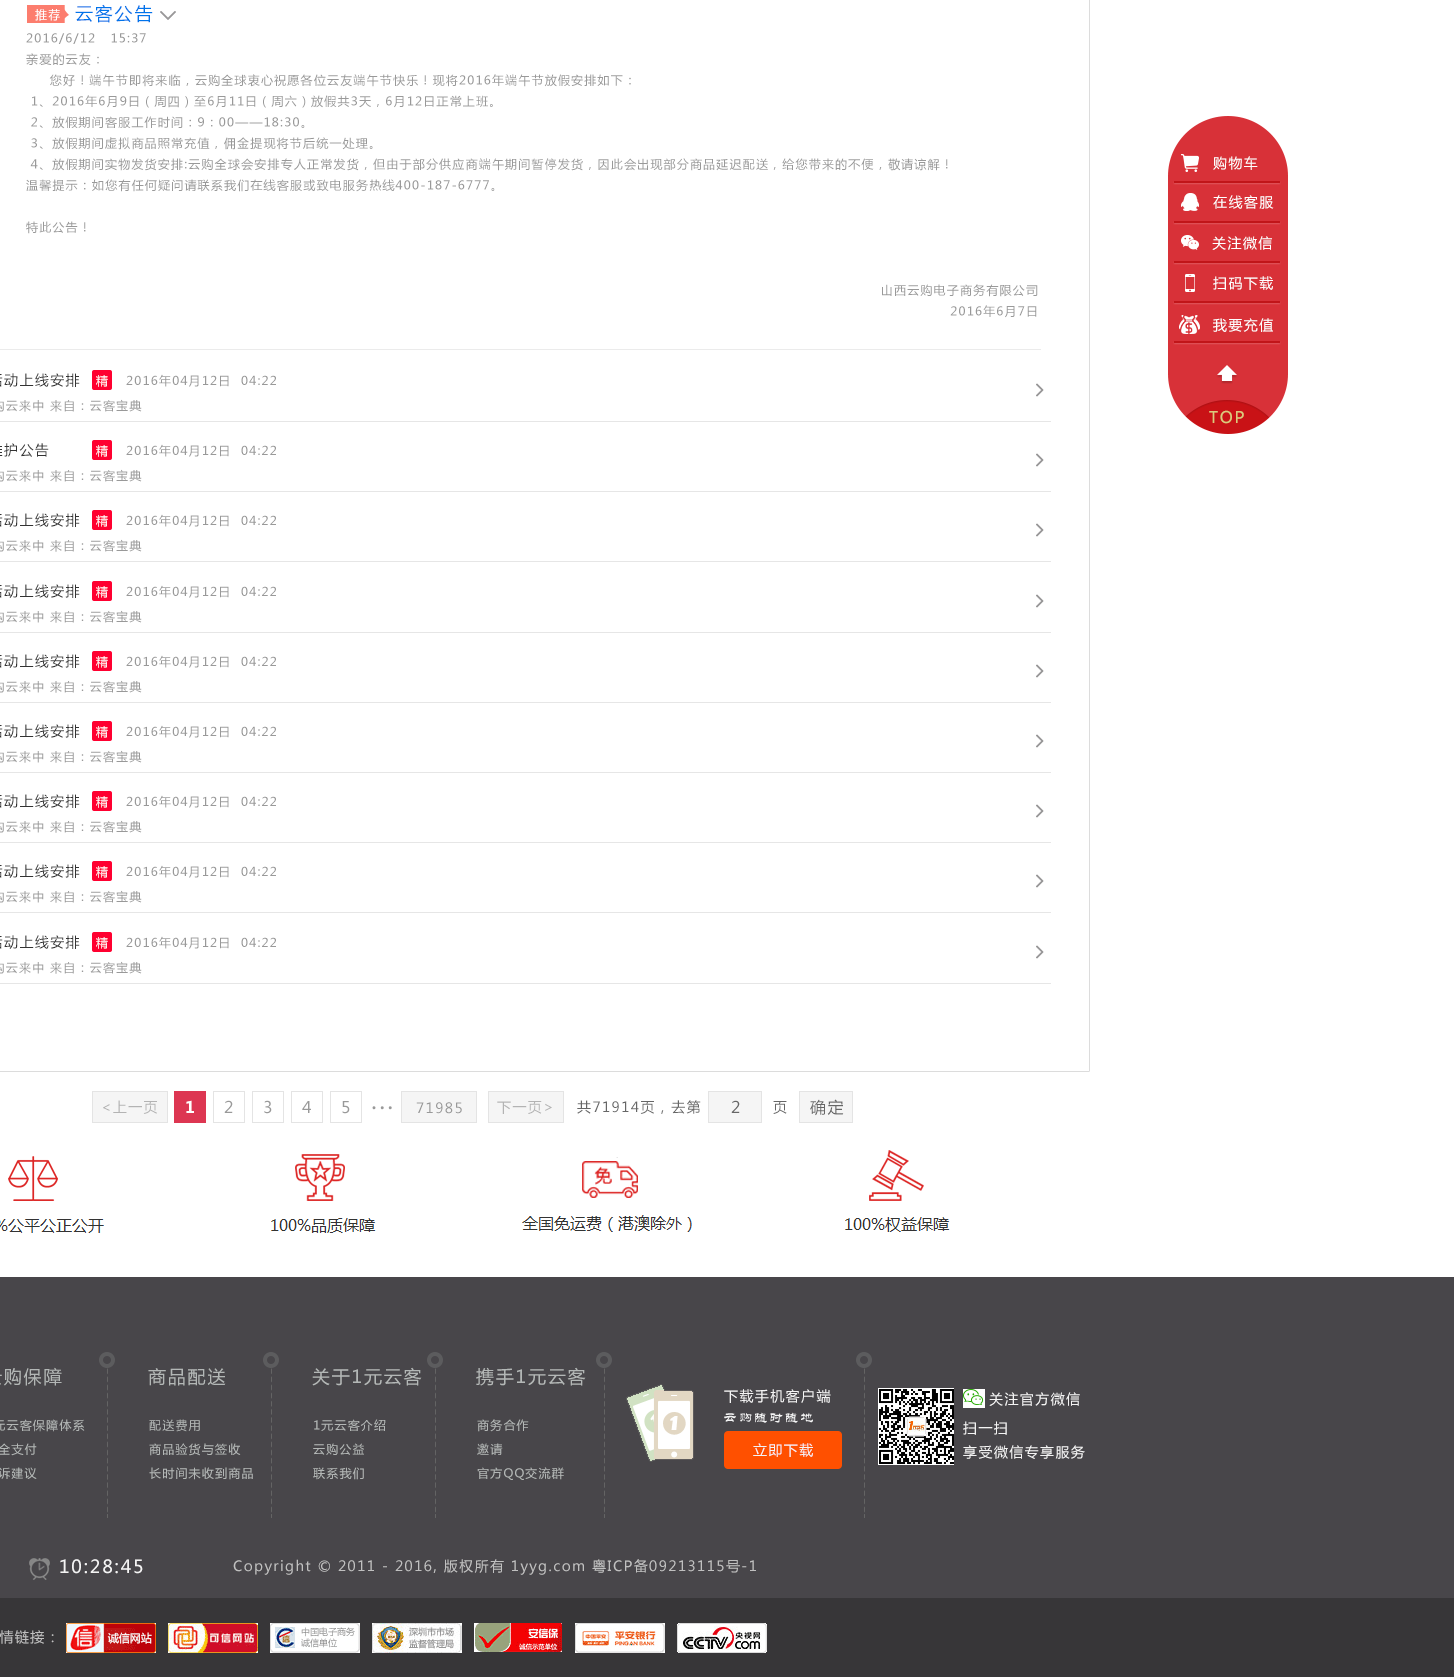 推荐 云客公告
2016/6/12 15:37
亲爱的云友：
您好！端午节即将来临，云购全球衷心祝愿各位云友端午节快乐！现将2016年端午节放假安排如下：
1、2016年6月9日（周四）至6月11日（周六）放假共3天，6月12日正常上班。
2、放假期间客服工作时间：9：00——18:30。
3、放假期间虚拟商品照常充值，佣金提现将节后统一处理。
4、放假期间实物发货安排:云购全球会安排专人正常发货，但由于部分供应商端午期间暂停发货，因此会出现部分商品延迟配送，给您带来的不便，敬请谅解！
温馨提示：如您有任何疑问请联系我们在线客服或致电服务热线400-187-6777。
特此公告！
山西云购电子商务有限公司
2016年6月7日
购物车
在线客服
关注微信
扫码下载
我要充值
TOP
动上线安排 精 2016年04月12日 04:22
云来中 来自：云客宝典
护公告 精 2016年04月12日 04:22
云来中 来自：云客宝典
动上线安排 精 2016年04月12日 04:22
云来中 来自：云客宝典
动上线安排 精 2016年04月12日 04:22
云来中 来自：云客宝典
动上线安排 精 2016年04月12日 04:22
云来中 来自：云客宝典
动上线安排 精 2016年04月12日 04:22
云来中 来自：云客宝典
动上线安排 精 2016年04月12日 04:22
云来中 来自：云客宝典
动上线安排 精 2016年04月12日 04:22
云来中 来自：云客宝典
动上线安排 精 2016年04月12日 04:22
云来中 来自：云客宝典
<上一页 1 2 3 4 5 ··· 71985 下一页> 共71914页，去第 2 页 确定
免
%公平公正公开 100%品质保障 全国免运费（港澳除外） 100%权益保障
购保障 商品配送 关于1元云客 携手1元云客
元云客保障体系 配送费用 1元云客介绍 商务合作
全支付 商品验货与签收 云购公益 邀请
诉建议 长时间未收到商品 联系我们 官方QQ交流群
下载手机客户端
云购随时随地
立即下载
关注官方微信
扫一扫
享受微信专享服务
10:28:45 Copyright © 2011 - 2016, 版权所有 1yyg.com 粤ICP备09213115号-1
情链接：
信 诚信网站
可信网站
中国电子商务
诚信单位
深圳市市场
监督管理局
安信保
诚信示范单位
中国平安 平安银行
PING AN BANK
CCTV.com 央视网